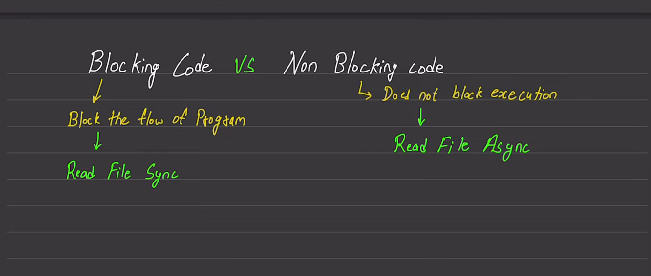 Blocking Code VS Non Blocking code
Block the flow of Program
Read File Sync
Does not block execution
Read File Async